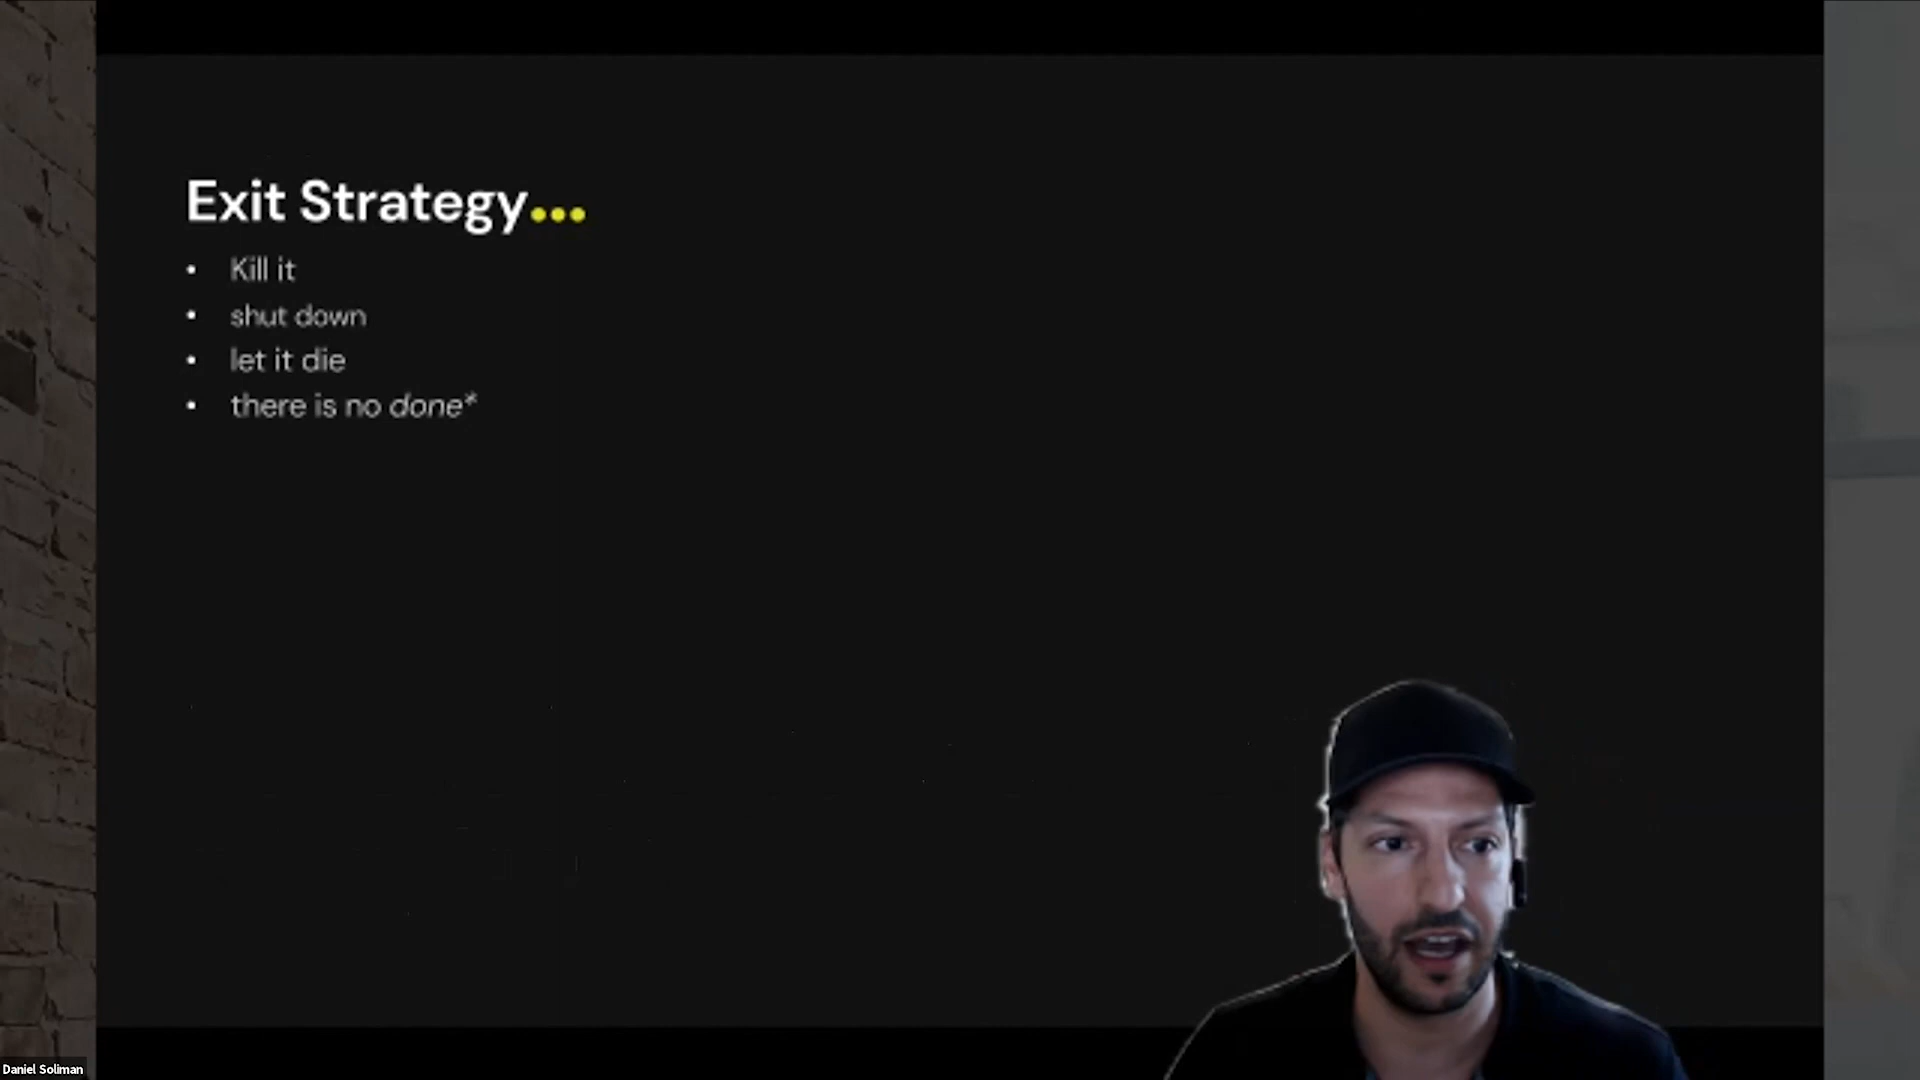 Exit Strategy...
• Kill it
• shut down
• let it die
• there is no done*
Daniel Soliman